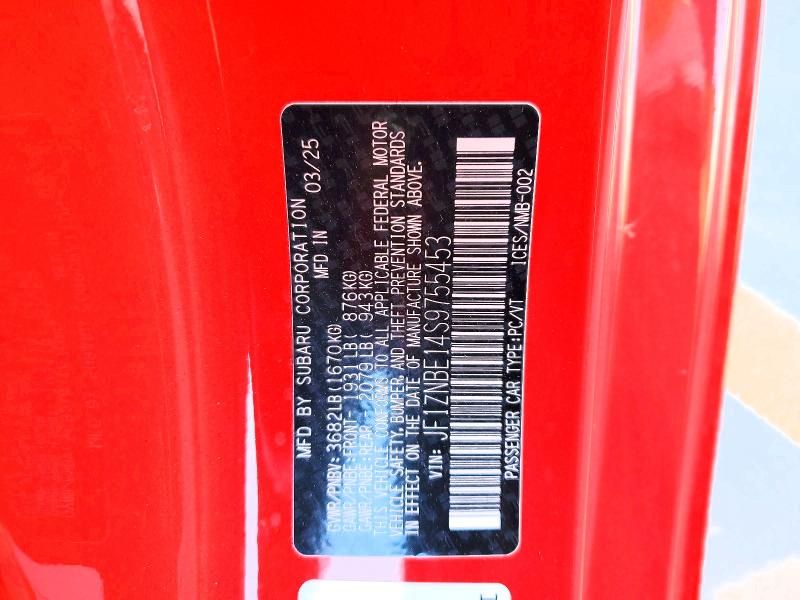 MFD BY SUBARU CORPORATION
MFD IN 03/25
GVWR/PNBV: 3682LB(1670KG)
GAWR/PNBE:FRONT- 1931LB( 876KG)
GAWR/PNBE:REAR - 2079LB( 943KG)
THIS VEHICLE CONFORMS TO ALL APPLICABLE FEDERAL MOTOR
VEHICLE SAFETY, BUMPER, AND THEFT PREVENTION STANDARDS
IN EFFECT ON THE DATE OF MANUFACTURE SHOWN ABOVE.
VIN: JF1ZNBE14S9755453
PASSENGER CAR TYPE:PC/VT ICES/NMB-002